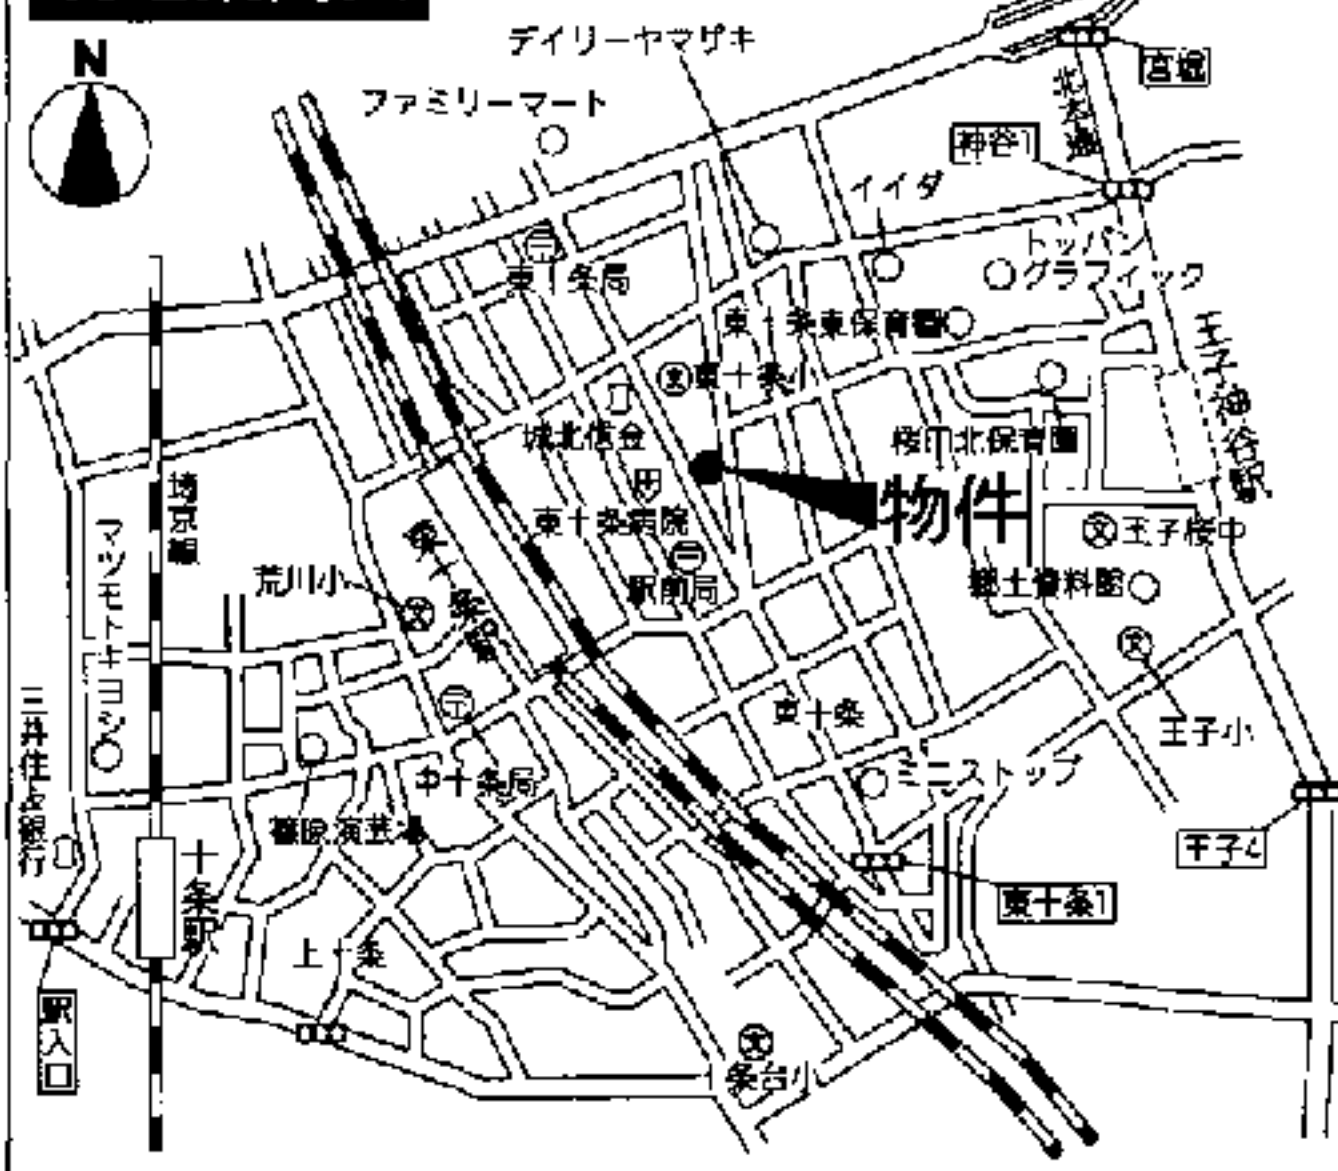 N
デイリーヤマザキ
ファミリーマート
宮堀
北本通
神谷1
イイダ
トッパン
グラフィック
東十条局
東十条東保育園
東十条小
王子神谷駅
城北信金
桜田北保育園
埼京線
物件
東十条病院
王子桜中
マツモトキヨシ
荒川小
駅前局
郷土資料館
東十条駅
三井住友銀行
東十条
王子小
中十条局
ミニストップ
篠原演芸場
王子4
十条駅
東十条1
上十条
駅入口
条台小